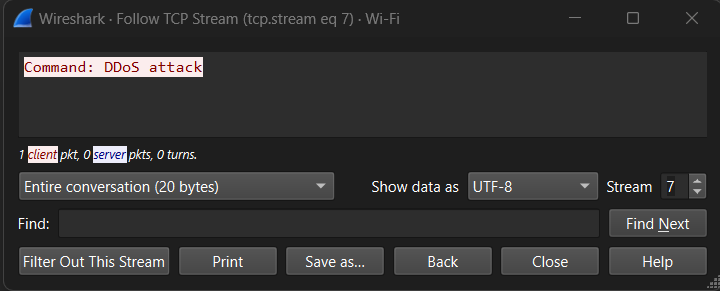 Wireshark · Follow TCP Stream (tcp.stream eq 7) · Wi-Fi
Command: DDoS attack
1 client pkt, 0 server pkts, 0 turns.
Entire conversation (20 bytes) Show data as UTF-8 Stream 7
Find: Find Next
Filter Out This Stream Print Save as... Back Close Help